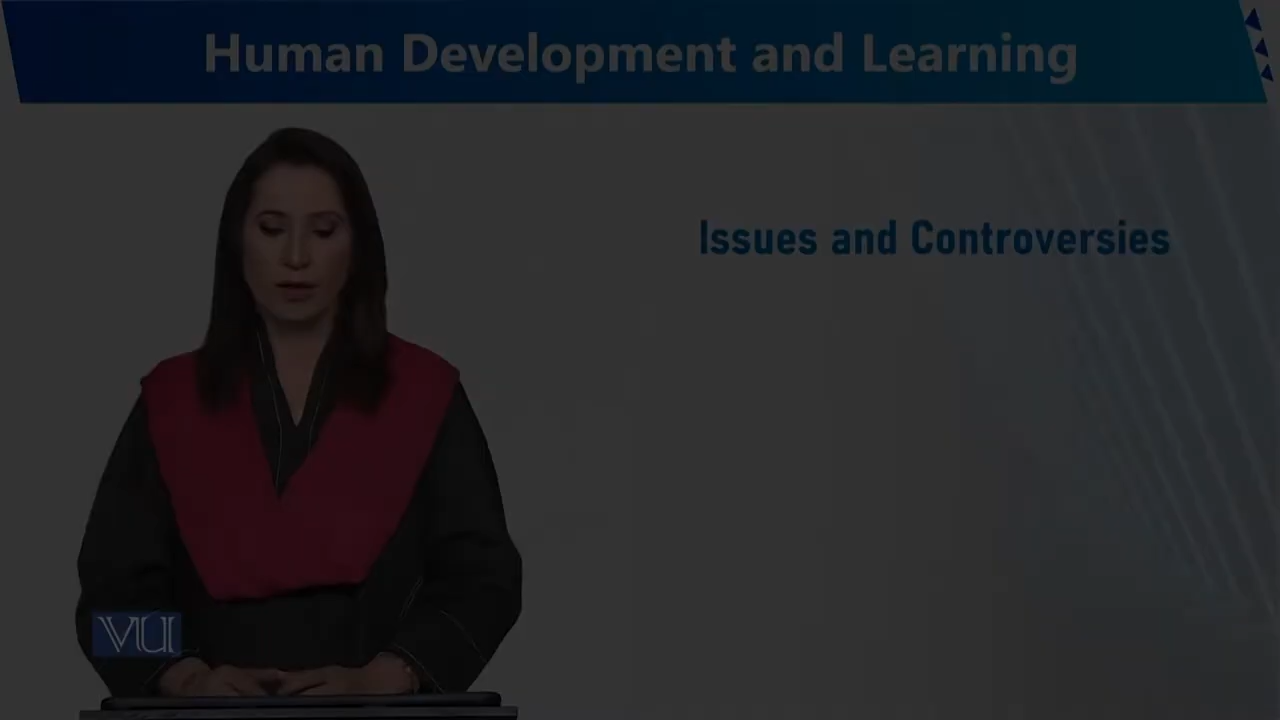 Human Development and Learning
Issues and Controversies
VU